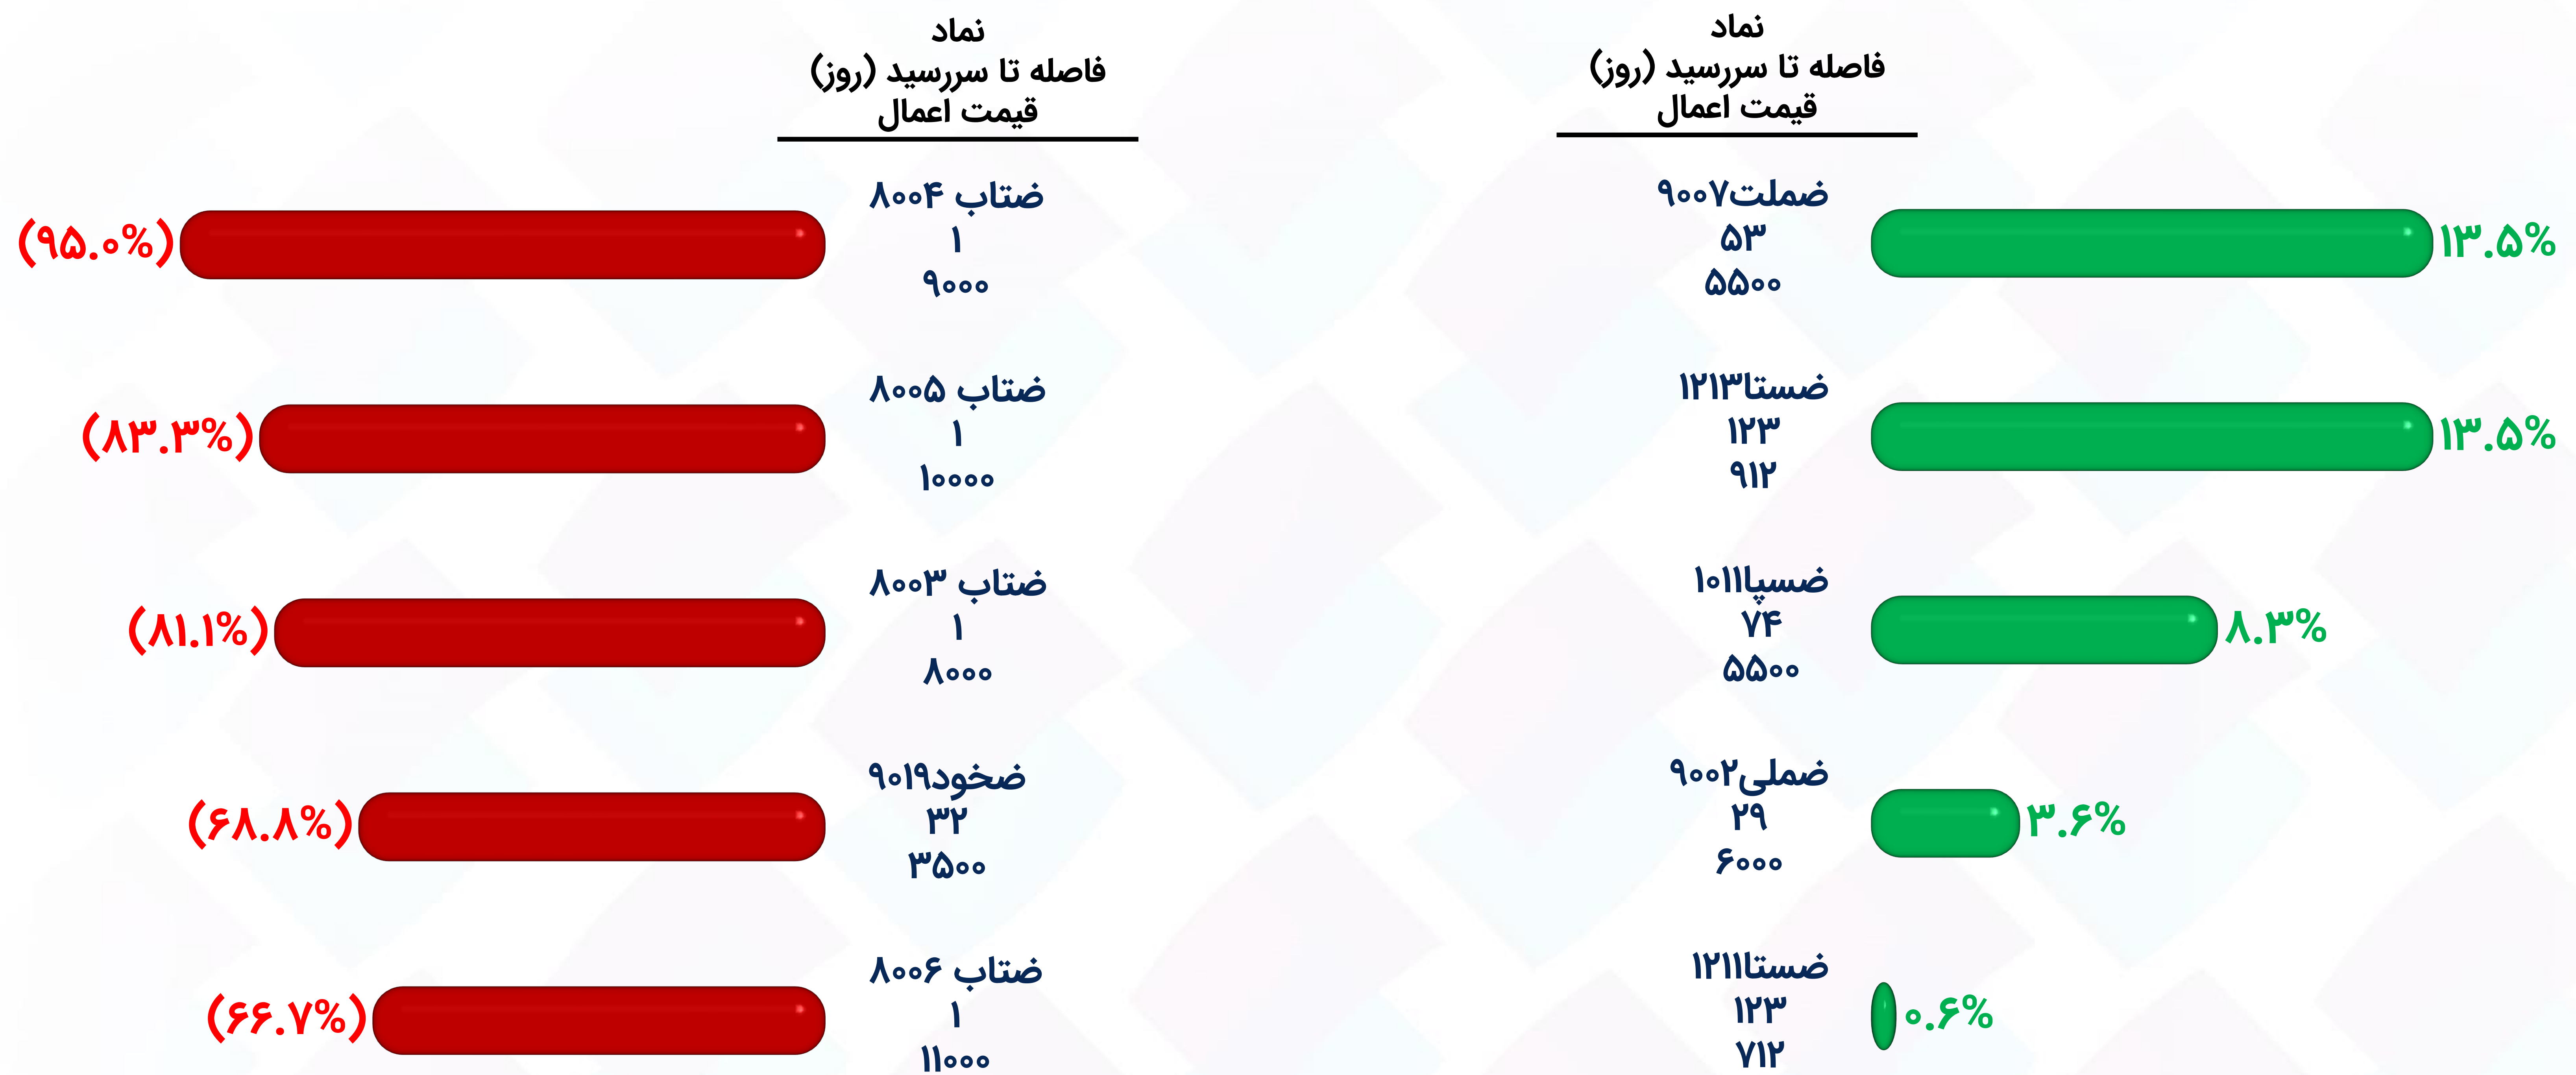 نماد
فاصله تا سررسید (روز)
قیمت اعمال
ضملت۹۰۰۷
۵۳
۵۵۰۰
۱۳.۵%
ضستا۱۲۱۳
۱۲۳
۹۱۲
۱۳.۵%
ضسپا۱۰۱۱
۷۴
۵۵۰۰
۸.۳%
ضملی۹۰۰۲
۲۹
۶۰۰۰
۳.۶%
ضستا۱۲۱۱
۱۲۳
۷۱۲
۰.۶%
نماد
فاصله تا سررسید (روز)
قیمت اعمال
ضتاب ۸۰۰۴
۱
۹۰۰۰
(۹۵.۰%)
ضتاب ۸۰۰۵
۱
۱۰۰۰۰
(۸۳.۳%)
ضتاب ۸۰۰۳
۱
۸۰۰۰
(۸۱.۱%)
ضخود۹۰۱۹
۳۲
۳۵۰۰
(۶۸.۸%)
ضتاب ۸۰۰۶
۱
۱۱۰۰۰
(۶۶.۷%)